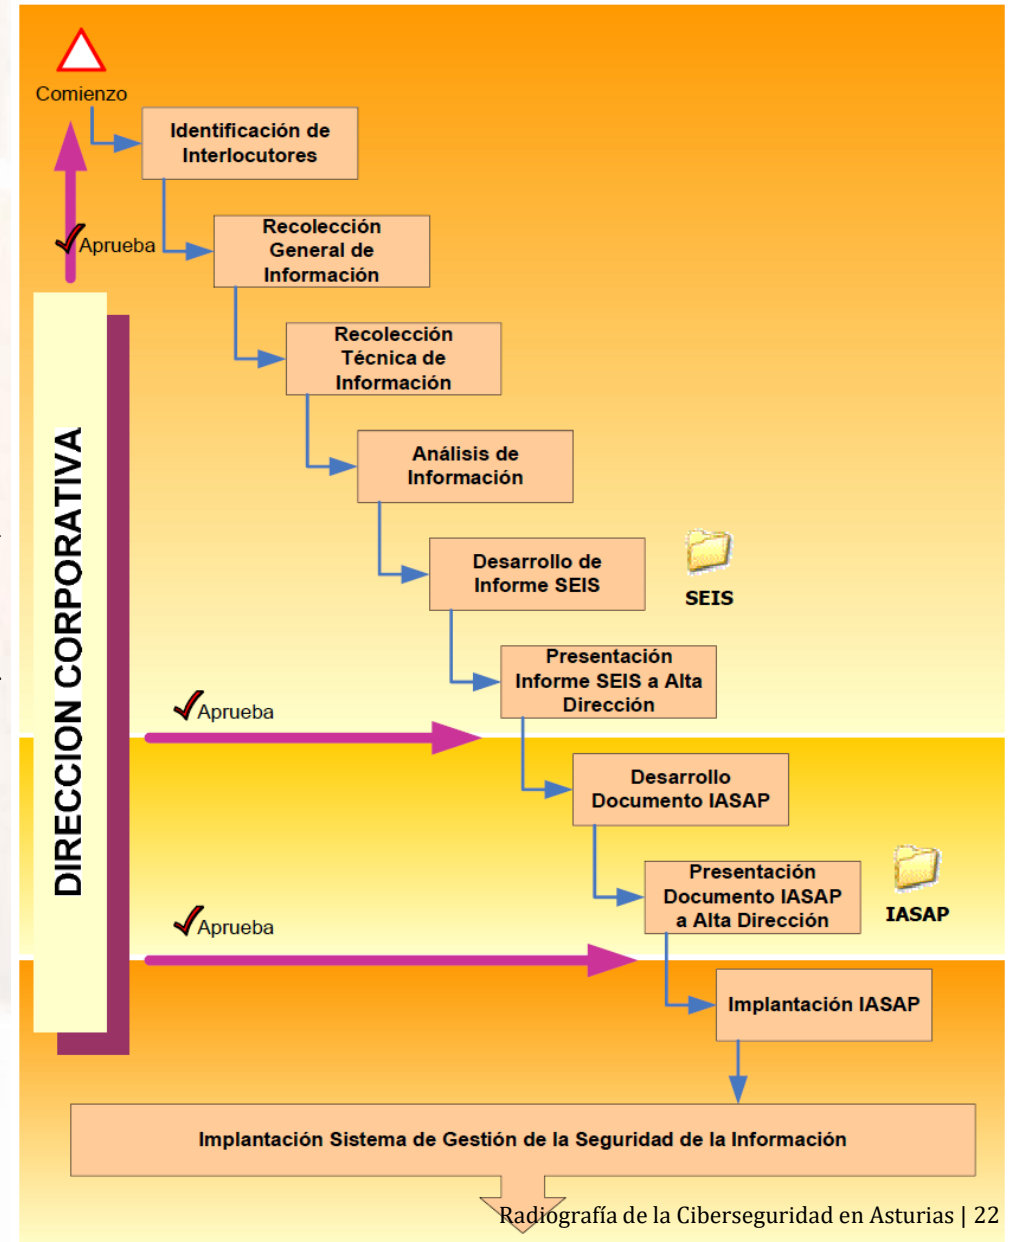 Comienzo
Identificación de
Interlocutores
Aprueba
Recolección
General de
Información
Recolección
Técnica de
Información
Análisis de
Información
Desarrollo de
Informe SEIS
SEIS
Presentación
Informe SEIS a Alta
Dirección
Aprueba
DIRECCION CORPORATIVA
Desarrollo
Documento IASAP
Presentación
Documento IASAP
a Alta Dirección
IASAP
Aprueba
Implantación IASAP
Implantación Sistema de Gestión de la Seguridad de la Información
Radiografía de la Ciberseguridad en Asturias | 22